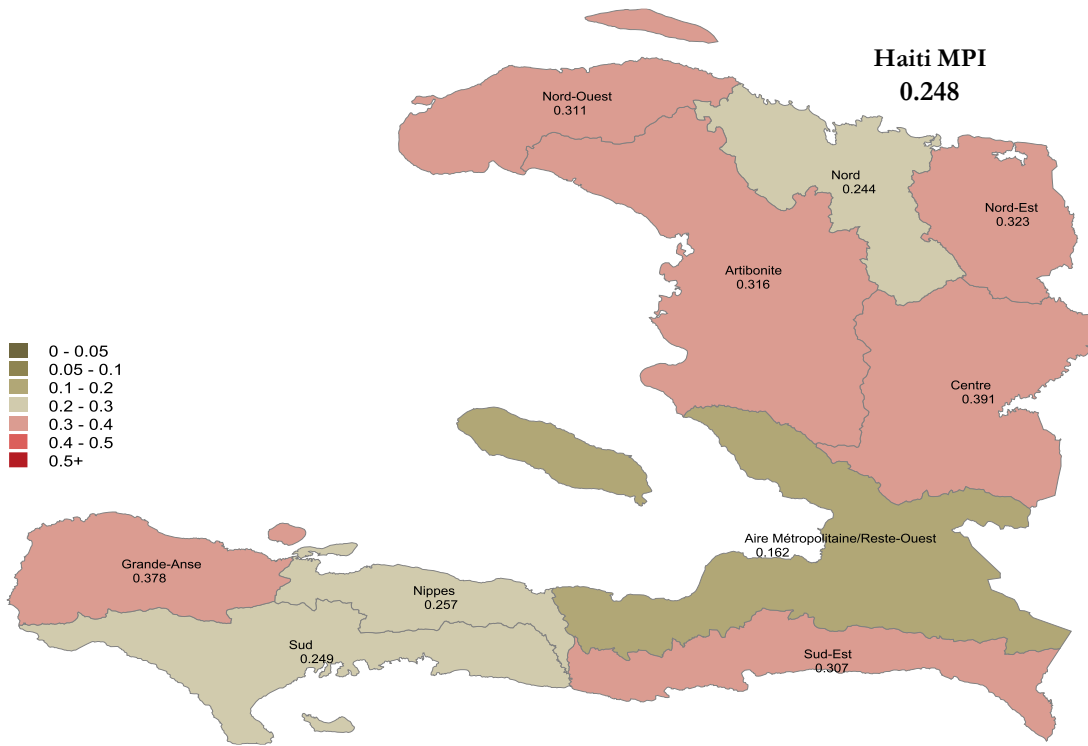 Haiti MPI
0.248
Nord-Ouest
0.311
Nord
0.244
Nord-Est
0.323
Artibonite
0.316
Centre
0.391
0 - 0.05
0.05 - 0.1
0.1 - 0.2
0.2 - 0.3
0.3 - 0.4
0.4 - 0.5
0.5+
Aire Métropolitaine/Reste-Ouest
0.162
Grande-Anse
0.378
Nippes
0.257
Sud
0.249
Sud-Est
0.307